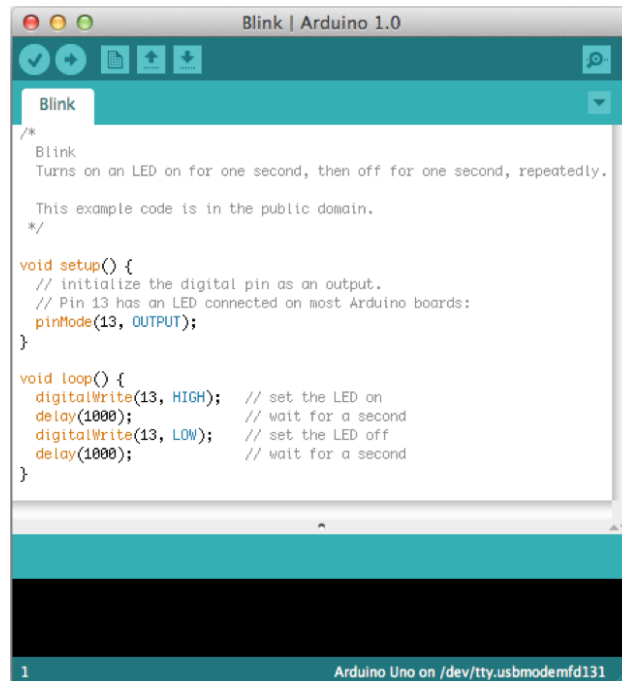 Blink | Arduino 1.0
Blink
/*
  Blink
  Turns on an LED on for one second, then off for one second, repeatedly.

  This example code is in the public domain.
 */

void setup() {
  // initialize the digital pin as an output.
  // Pin 13 has an LED connected on most Arduino boards:
  pinMode(13, OUTPUT);
}

void loop() {
  digitalWrite(13, HIGH);   // set the LED on
  delay(1000);              // wait for a second
  digitalWrite(13, LOW);    // set the LED off
  delay(1000);              // wait for a second
}
1 Arduino Uno on /dev/tty.usbmodemfd131